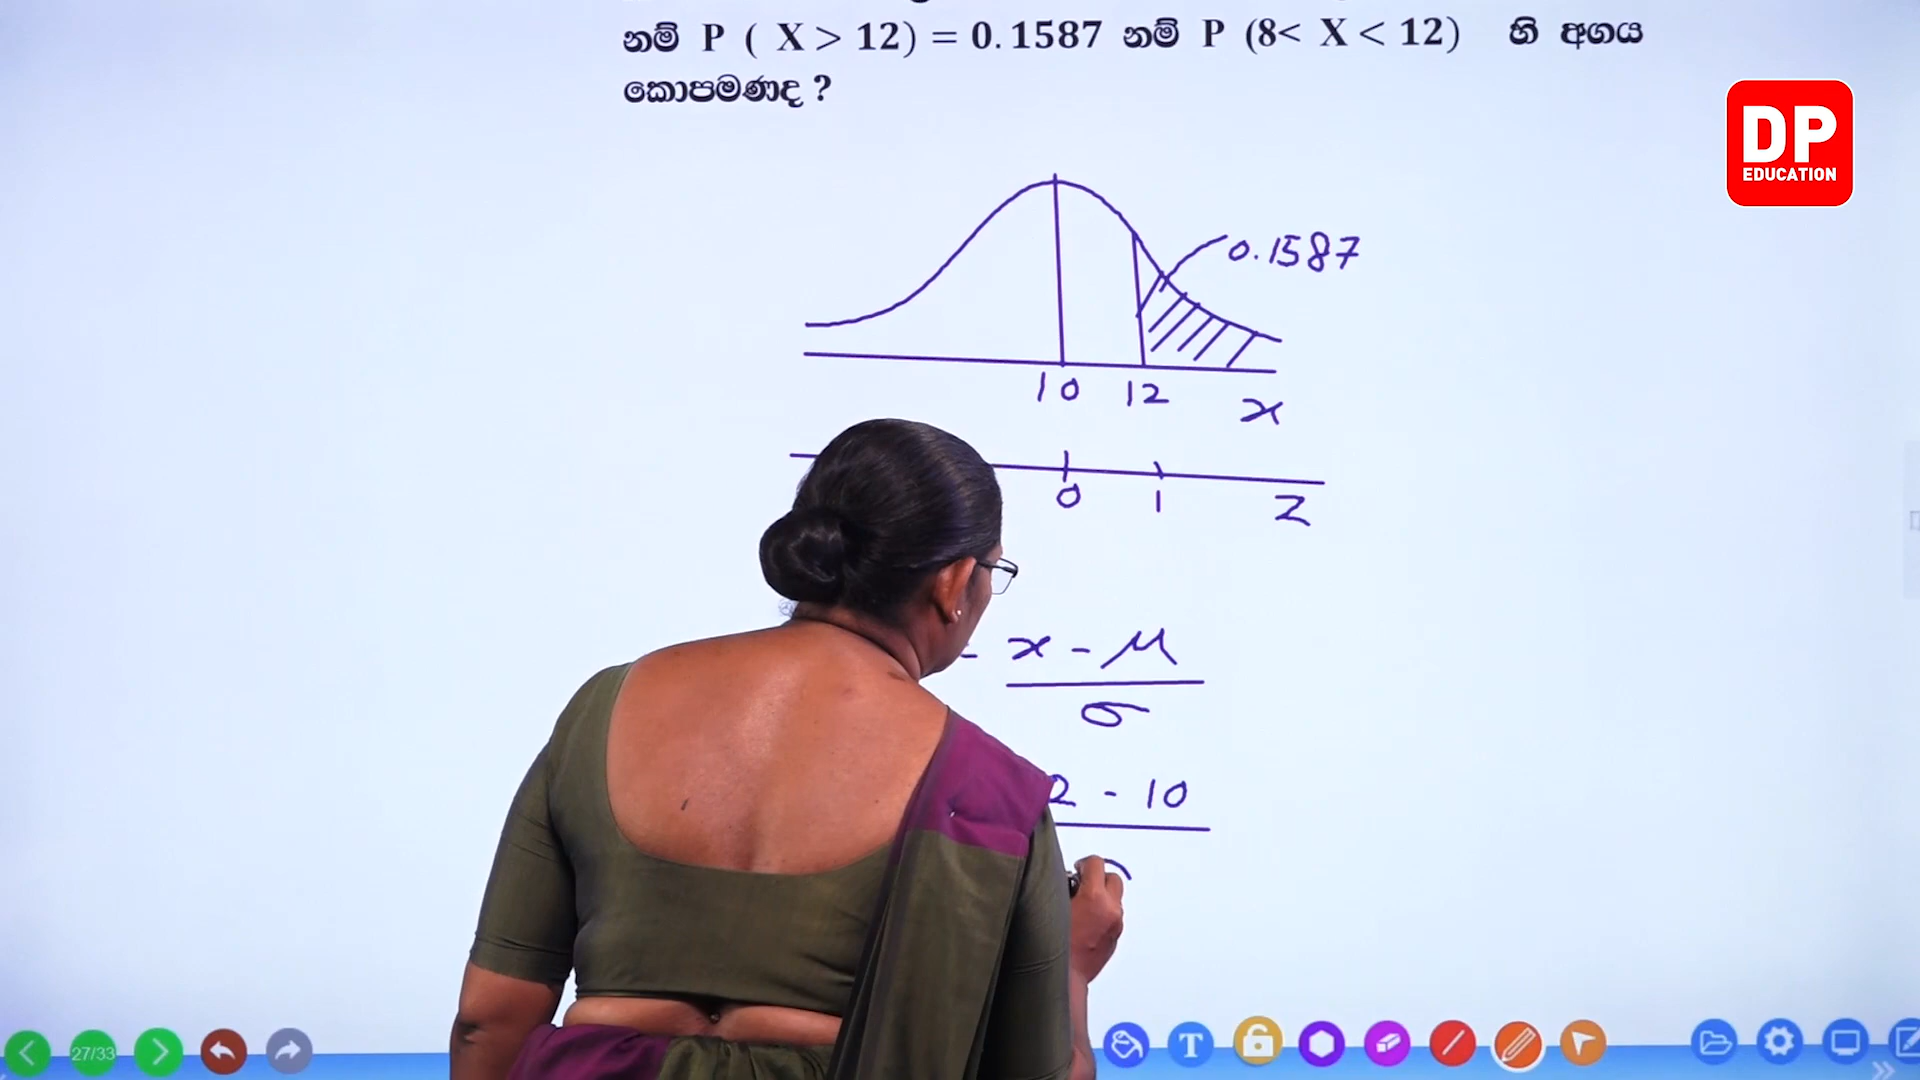 නම් P ( X > 12) = 0.1587 නම් P (8< X < 12) හි අගය
කොපමණද ?
DP
EDUCATION
0.1587
10 12 x
0 1 Z
- x - μ
σ
2 - 10
27/33
T